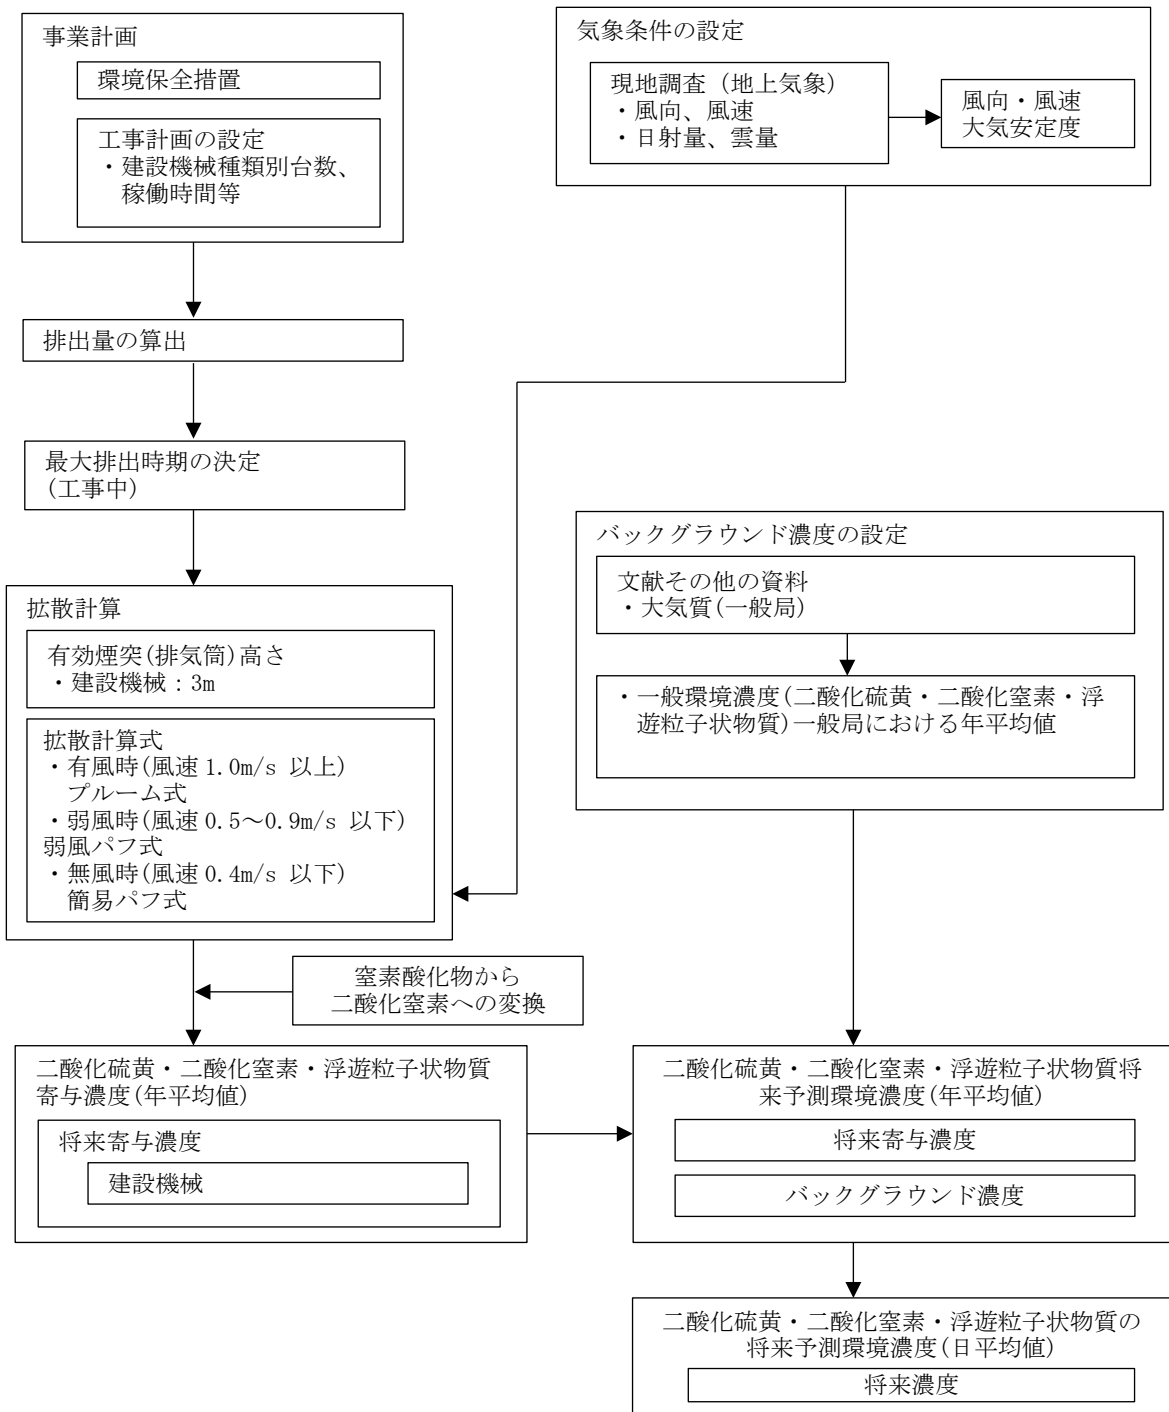 事業計画
環境保全措置
工事計画の設定
・建設機械種類別台数、
稼働時間等
気象条件の設定
現地調査（地上気象）
・風向、風速
・日射量、雲量
風向・風速
大気安定度
排出量の算出
最大排出時期の決定
(工事中)
拡散計算
有効煙突(排気筒)高さ
・建設機械：3m
拡散計算式
・有風時(風速 1.0m/s 以上)
プルーム式
・弱風時(風速 0.5～0.9m/s 以下)
弱風パフ式
・無風時(風速 0.4m/s 以下)
簡易パフ式
バックグラウンド濃度の設定
文献その他の資料
・大気質(一般局)
・一般環境濃度(二酸化硫黄・二酸化窒素・浮
遊粒子状物質)一般局における年平均値
窒素酸化物から
二酸化窒素への変換
二酸化硫黄・二酸化窒素・浮遊粒子状物質
寄与濃度(年平均値)
将来寄与濃度
建設機械
二酸化硫黄・二酸化窒素・浮遊粒子状物質将
来予測環境濃度(年平均値)
将来寄与濃度
バックグラウンド濃度
二酸化硫黄・二酸化窒素・浮遊粒子状物質の
将来予測環境濃度(日平均値)
将来濃度